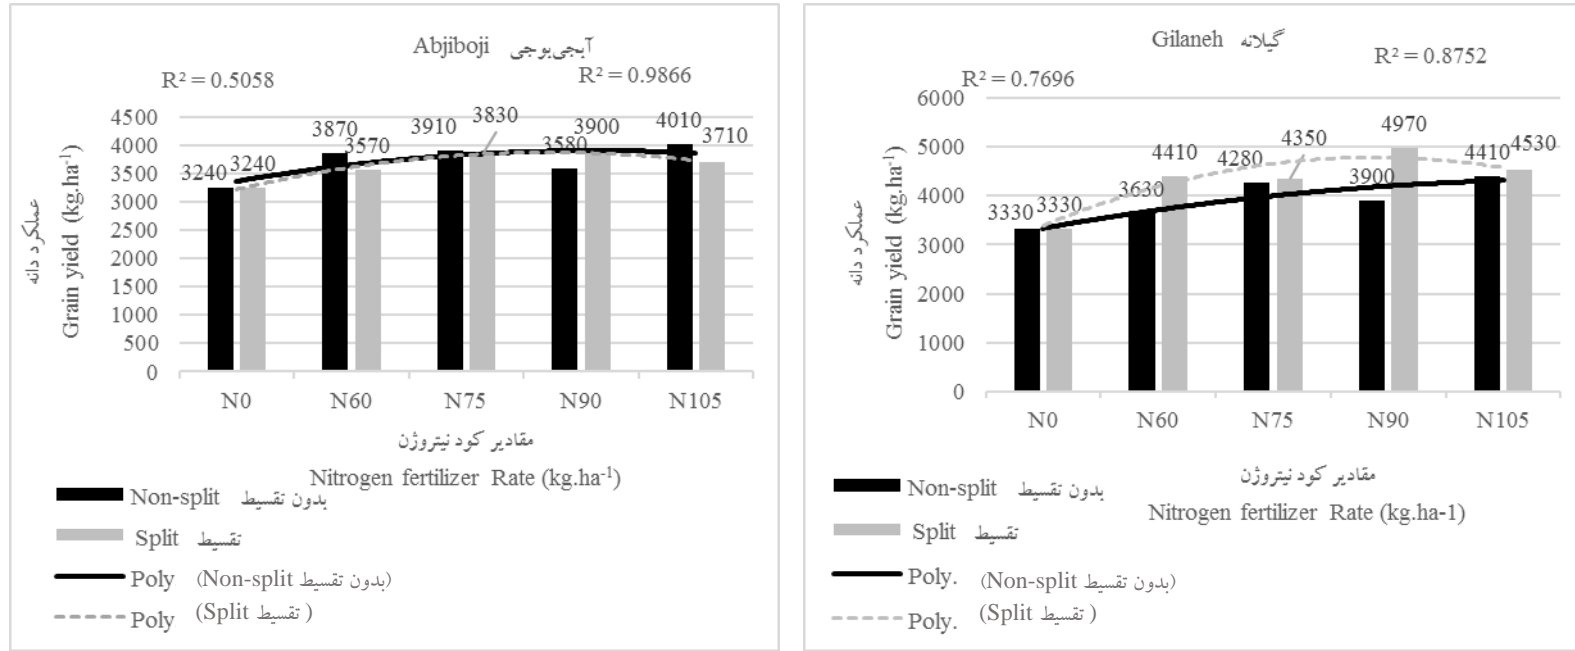 Abjiboji آبجی‌بوجی
R² = 0.5058
R² = 0.9866
عملکرد دانه
Grain yield (kg.ha-1)
4500
4000
3500
3000
2500
2000
1500
1000
500
0
3240
3240
3870
3570
3910
3830
3580
3900
4010
3710
N0 N60 N75 N90 N105
مقادیر کود نیتروژن
Nitrogen fertilizer Rate (kg.ha-1)
Non-split بدون تقسیط
Split تقسیط
Poly (Non-split بدون تقسیط)
Poly (Split تقسیط )
Gilaneh گیلانه
R² = 0.7696
R² = 0.8752
عملکرد دانه
Grain yield (kg.ha-1)
6000
5000
4000
3000
2000
1000
0
3330
3330
3630
4410
4280
4350
3900
4970
4410
4530
N0 N60 N75 N90 N105
مقادیر کود نیتروژن
Nitrogen fertilizer Rate (kg.ha-1)
Non-split بدون تقسیط
Split تقسیط
Poly. (Non-split بدون تقسیط)
Poly. (Split تقسیط )